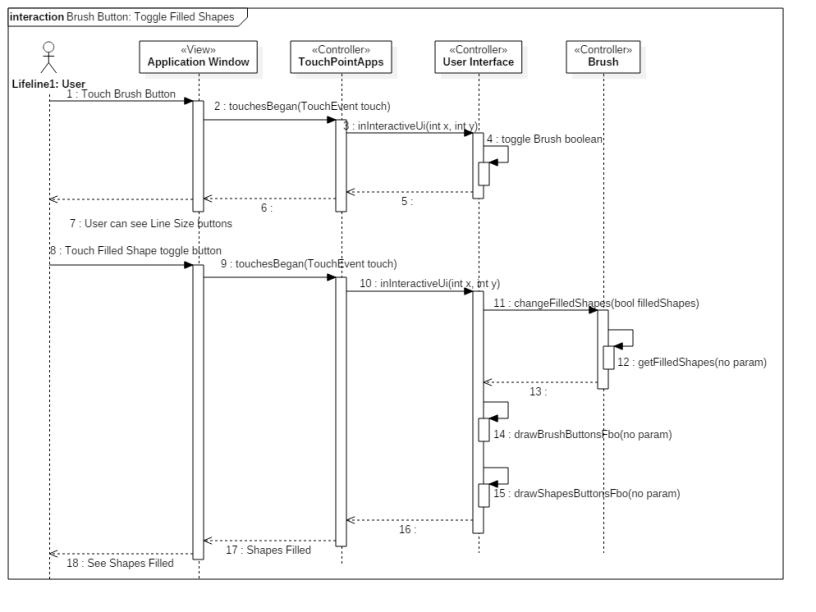 interaction Brush Button: Toggle Filled Shapes
«View»
Application Window
«Controller»
TouchPointApps
«Controller»
User Interface
«Controller»
Brush
Lifeline1: User
1 : Touch Brush Button
2 : touchesBegan(TouchEvent touch)
3 : inInteractiveUi(int x, int y)
4 : toggle Brush boolean
5 :
6 :
7 : User can see Line Size buttons
8 : Touch Filled Shape toggle button
9 : touchesBegan(TouchEvent touch)
10 : inInteractiveUi(int x, int y)
11 : changeFilledShapes(bool filledShapes)
12 : getFilledShapes(no param)
13 :
14 : drawBrushButtonsFbo(no param)
15 : drawShapesButtonsFbo(no param)
16 :
17 : Shapes Filled
18 : See Shapes Filled